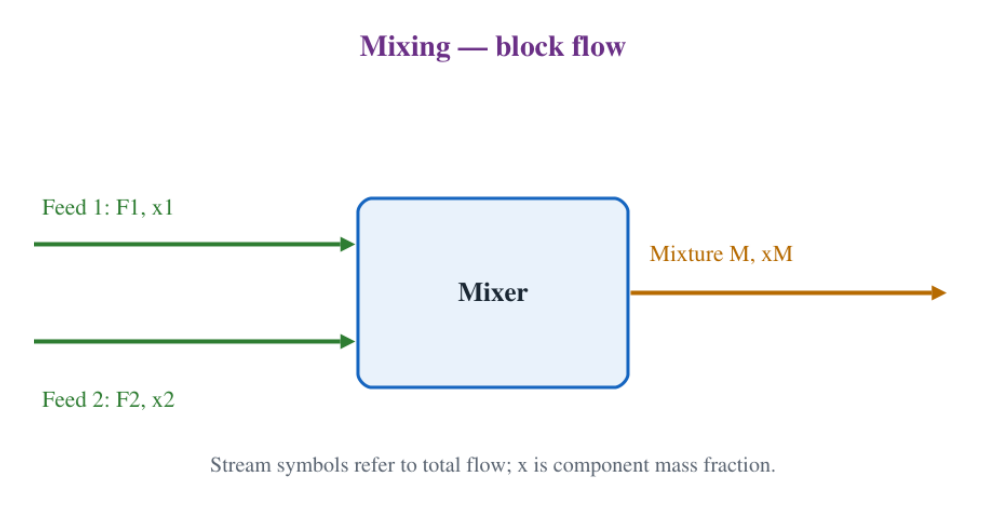 Mixing — block flow
Feed 1: F1, x1
Mixture M, xM
Mixer
Feed 2: F2, x2
Stream symbols refer to total flow; x is component mass fraction.